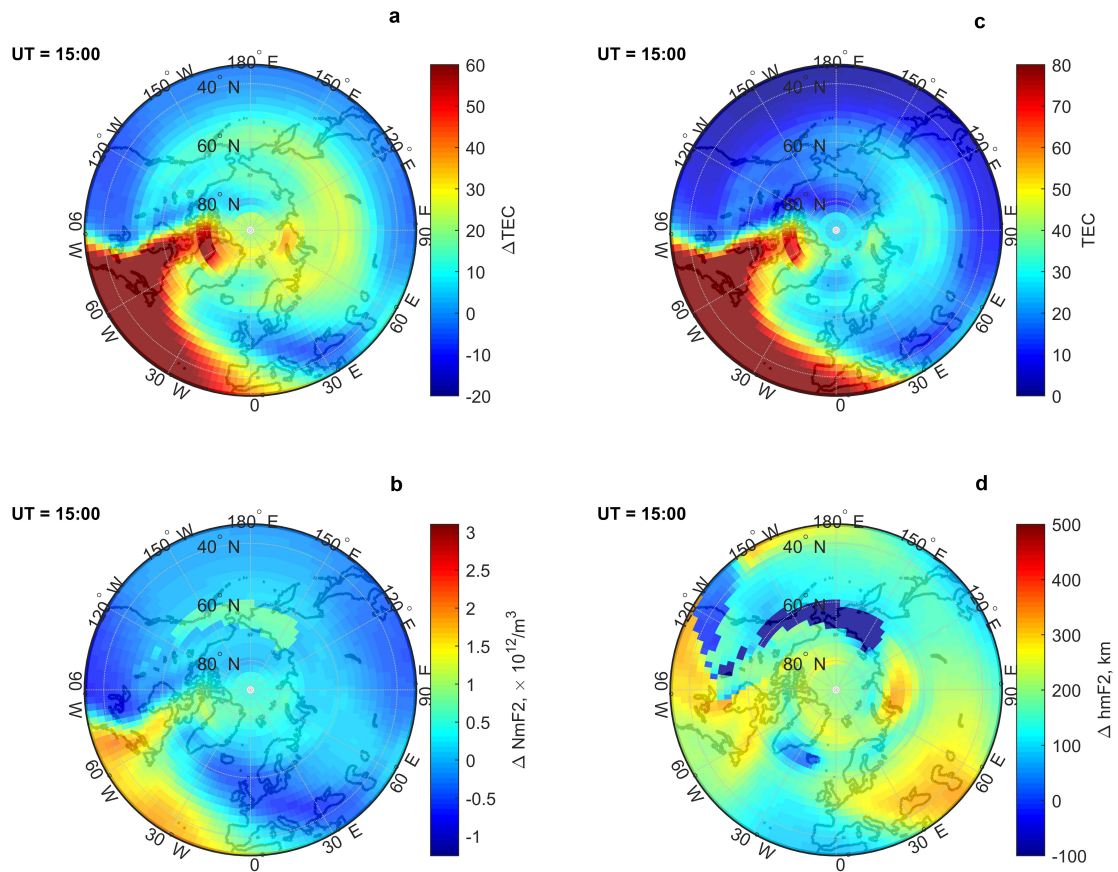 a
UT = 15:00
180° E
150° E
120° E
90° E
60° E
30° E
0
30 W
60 W
90 W
120° W
150° W
40° N
60° N
80° N
60
50
40
30
20
10
0
-10
-20
ΔTEC
c
UT = 15:00
180° E
150° E
120° E
90° E
60° E
30° E
0
30 W
60 W
90 W
120° W
150° W
40° N
60° N
80° N
80
70
60
50
40
30
20
10
0
TEC
b
UT = 15:00
180° E
150° E
120° E
90° E
60° E
30° E
0
30 W
60 W
90 W
120° W
150° W
40° N
60° N
80° N
3
2.5
2
1.5
1
0.5
0
-0.5
-1
Δ NmF2, × 10¹²/m³
d
UT = 15:00
180° E
150° E
120° E
90° E
60° E
30° E
0
30 W
60 W
90 W
120° W
150° W
40° N
60° N
80° N
500
400
300
200
100
0
-100
Δ hmF2, km